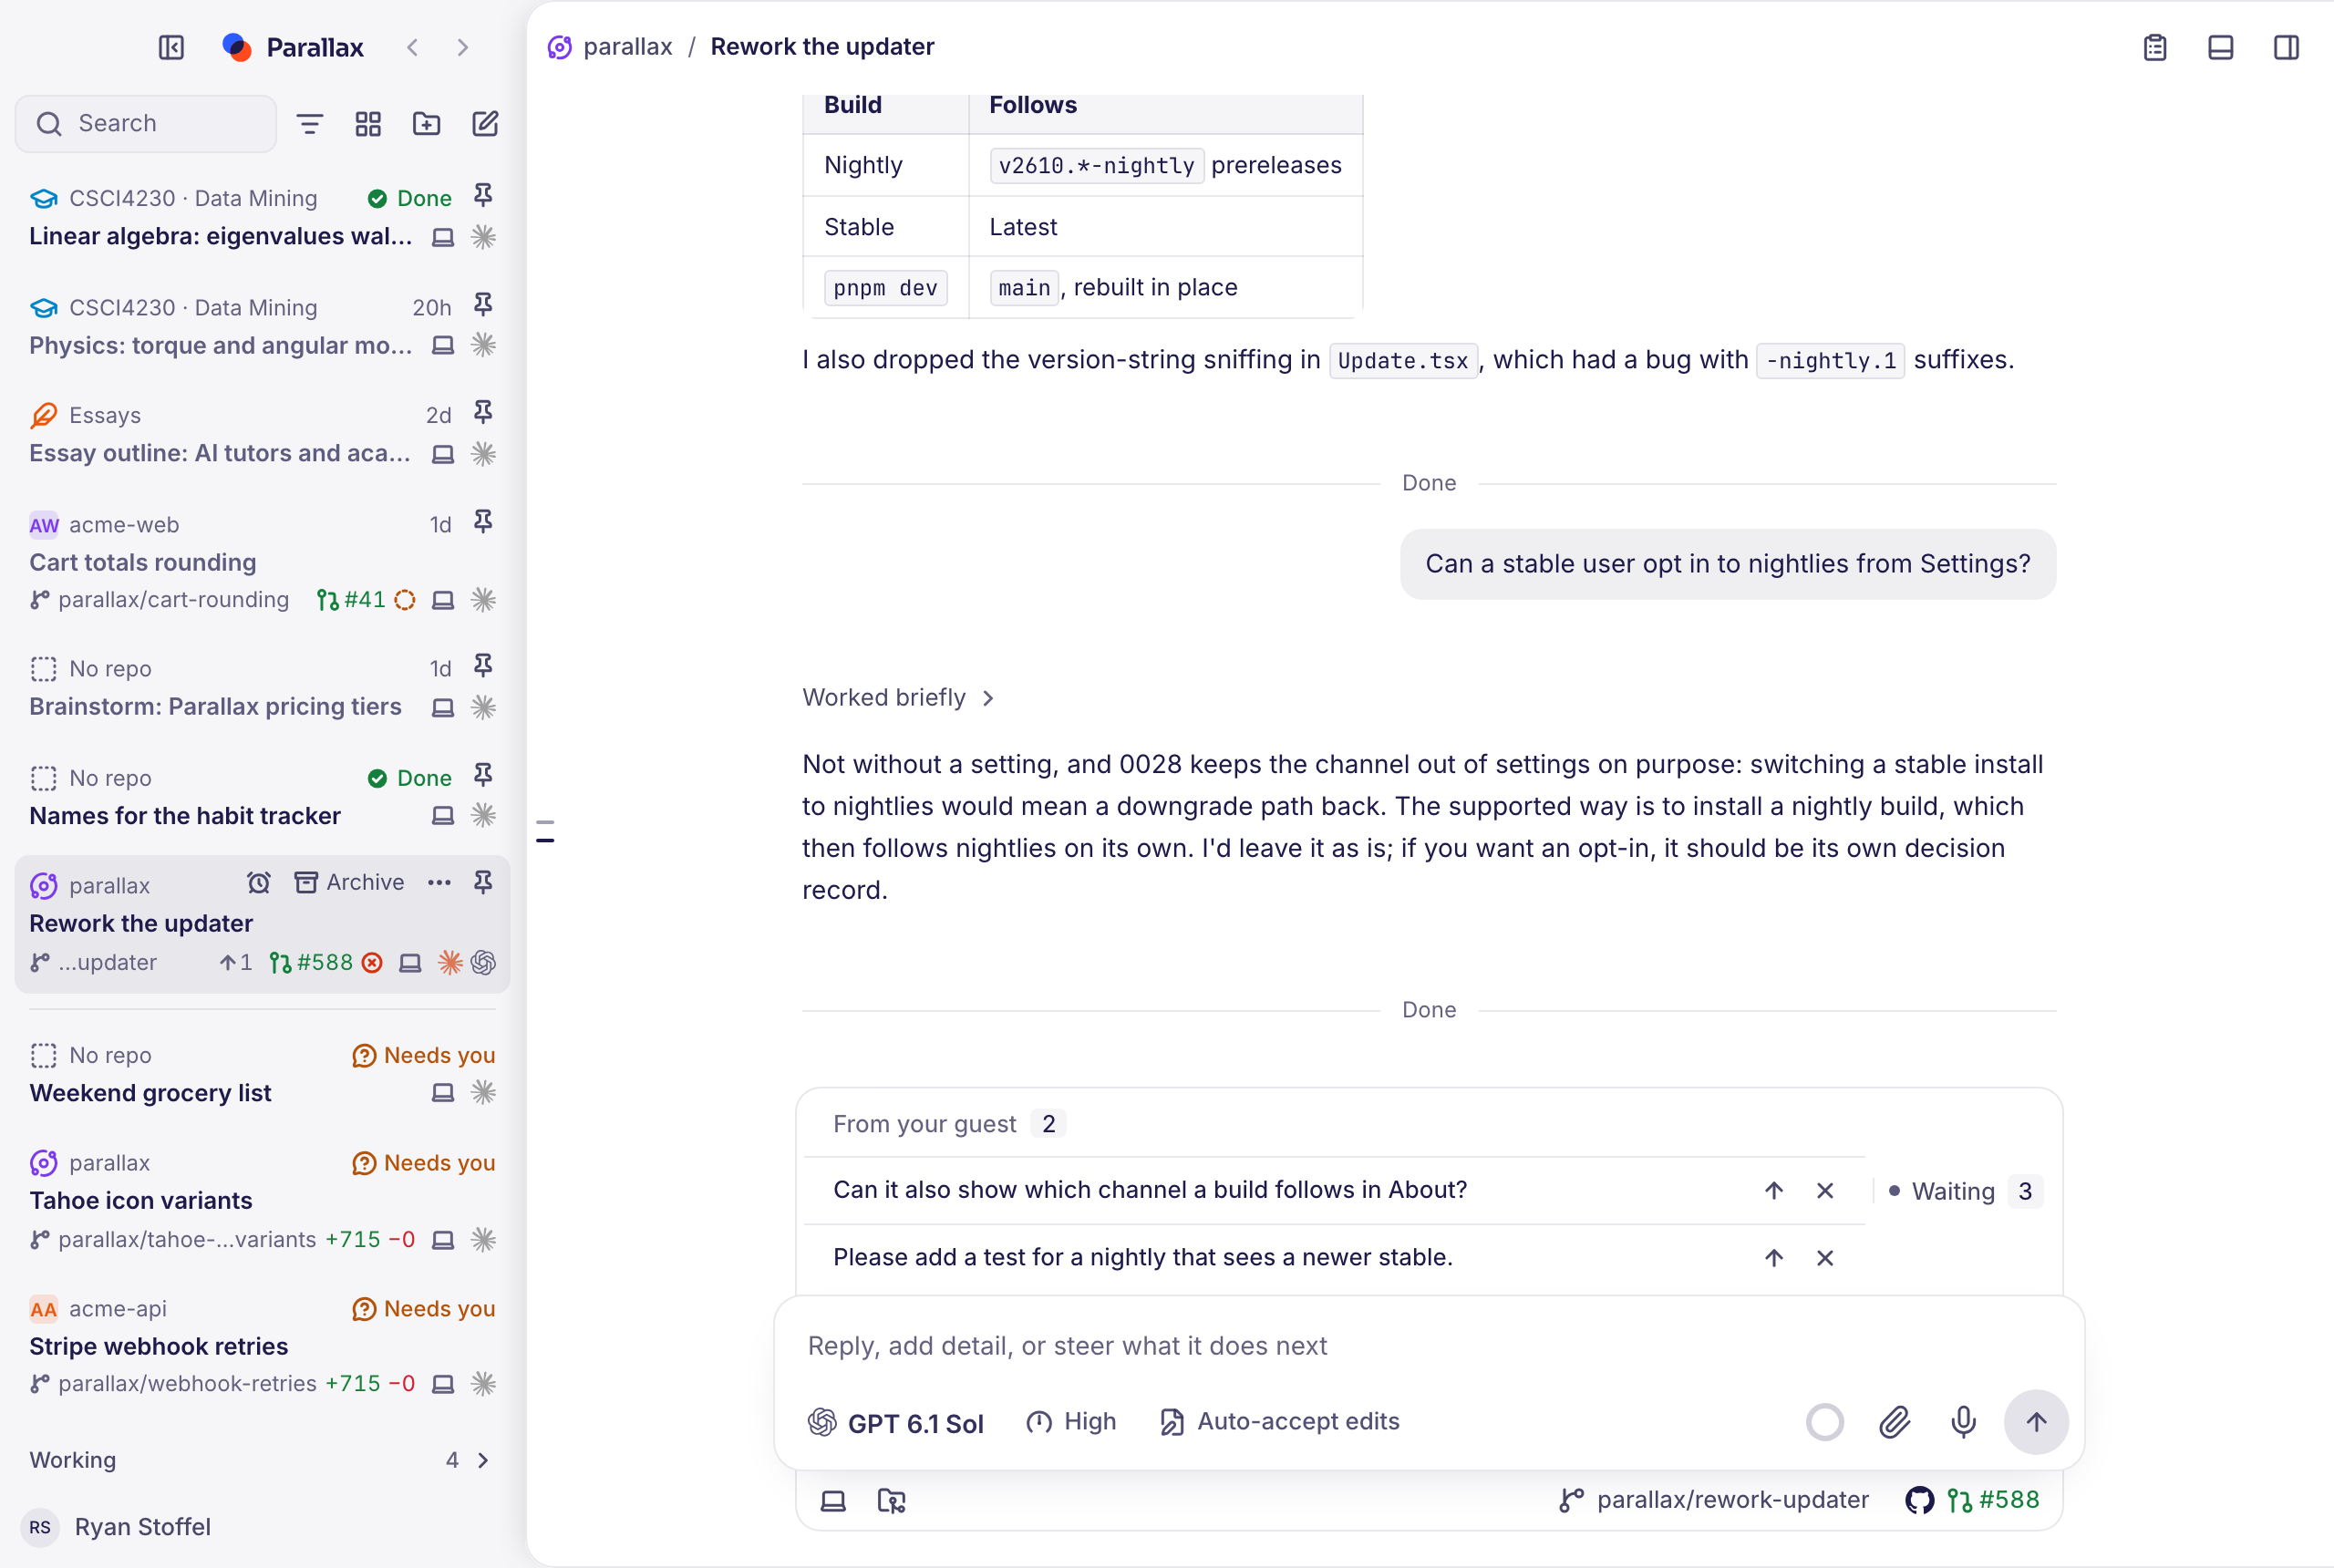 Parallax
Search
CSCI4230 · Data Mining Done
Linear algebra: eigenvalues wal...
CSCI4230 · Data Mining 20h
Physics: torque and angular mo...
Essays 2d
Essay outline: AI tutors and aca...
AW acme-web 1d
Cart totals rounding
parallax/cart-rounding #41
No repo 1d
Brainstorm: Parallax pricing tiers
No repo Done
Names for the habit tracker
parallax Archive
Rework the updater
...updater ↑1 #588
No repo Needs you
Weekend grocery list
parallax Needs you
Tahoe icon variants
parallax/tahoe-...variants +715 −0
AA acme-api Needs you
Stripe webhook retries
parallax/webhook-retries +715 −0
Working 4
RS Ryan Stoffel
parallax / Rework the updater
Build Follows
Nightly v2610.*-nightly prereleases
Stable Latest
pnpm dev main, rebuilt in place
I also dropped the version-string sniffing in Update.tsx, which had a bug with -nightly.1 suffixes.
Done
Can a stable user opt in to nightlies from Settings?
Worked briefly
Not without a setting, and 0028 keeps the channel out of settings on purpose: switching a stable install
to nightlies would mean a downgrade path back. The supported way is to install a nightly build, which
then follows nightlies on its own. I'd leave it as is; if you want an opt-in, it should be its own decision
record.
Done
From your guest 2
Can it also show which channel a build follows in About?
Waiting 3
Please add a test for a nightly that sees a newer stable.
Reply, add detail, or steer what it does next
GPT 6.1 Sol High Auto-accept edits
parallax/rework-updater #588